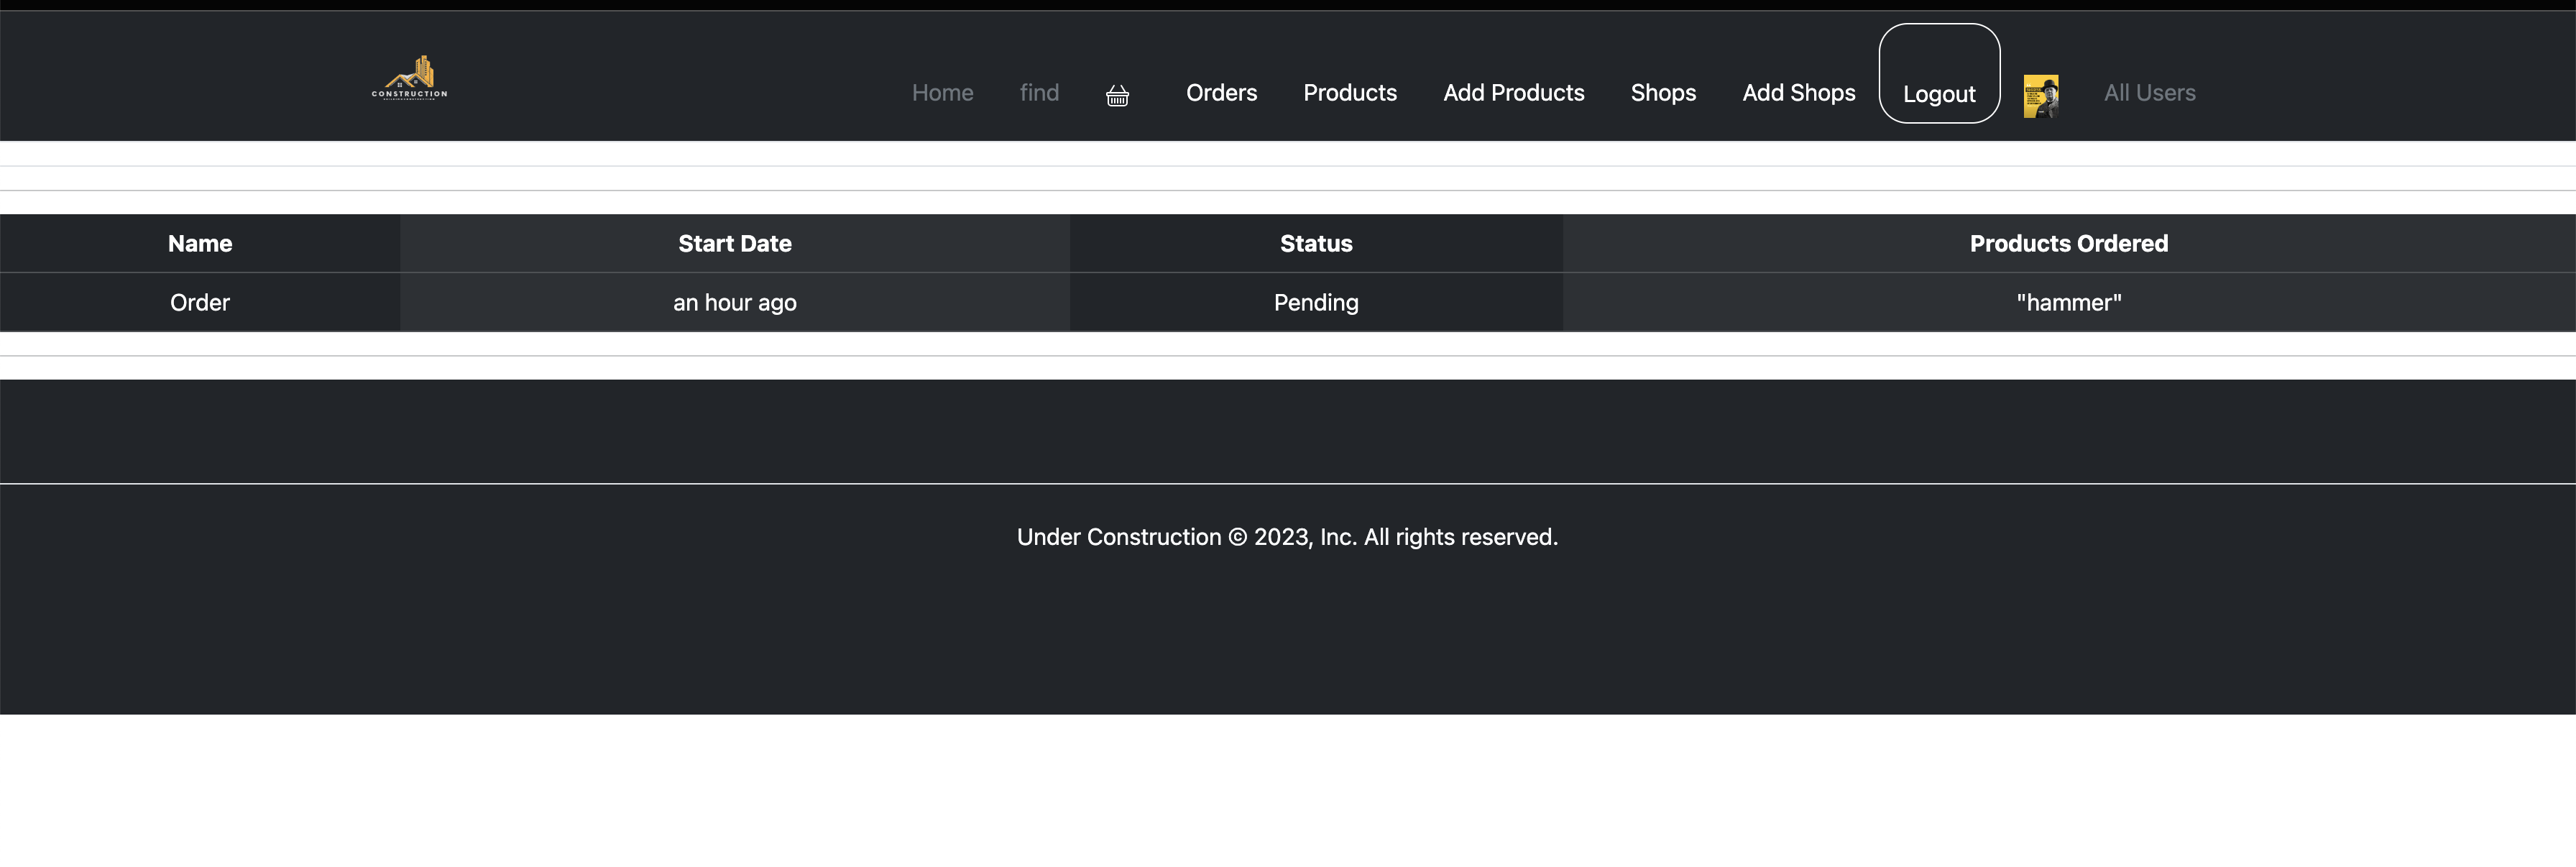 CONSTRUCTION
Home find Orders Products Add Products Shops Add Shops Logout All Users
Name Start Date Status Products Ordered
Order an hour ago Pending "hammer"
Under Construction © 2023, Inc. All rights reserved.